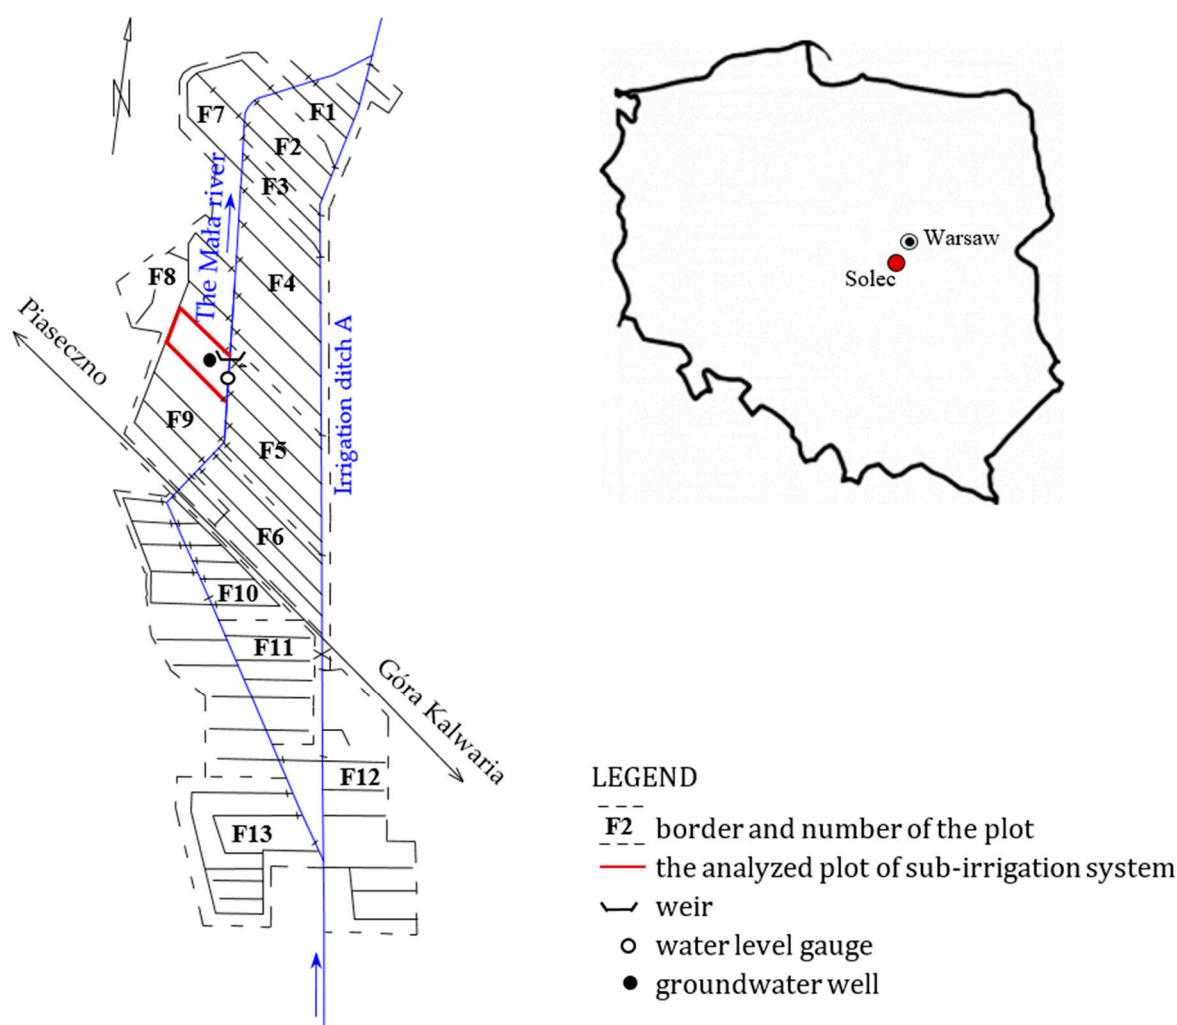 N
F7
F1
F2
F3
The Mała river
F8
F4
Piaseczno
Irrigation ditch A
F9
F5
F6
F10
F11
Góra Kalwaria
F12
F13
Warsaw
Solec
LEGEND
F2 border and number of the plot
the analyzed plot of sub-irrigation system
weir
water level gauge
groundwater well